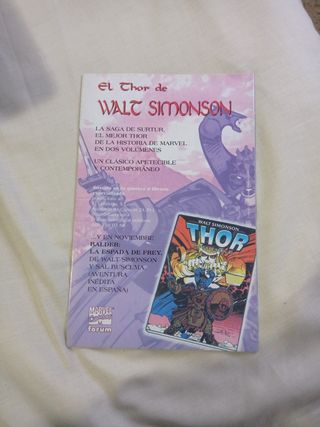 El Thor de
WALT SIMONSON
LA SAGA DE SURTUR,
EL MEJOR THOR
DE LA HISTORIA DE MARVEL
EN DOS VOLÚMENES
UN CLÁSICO APETECIBLE
Y CONTEMPORÁNEO
...Y EN NOVIEMBRE
BALDER:
LA ESPADA DE FREY,
DE WALT SIMONSON
Y SAL BUSCEMA
¡AVENTURA
INÉDITA
EN ESPAÑA!
WALT SIMONSON
THOR
MARVEL
forum